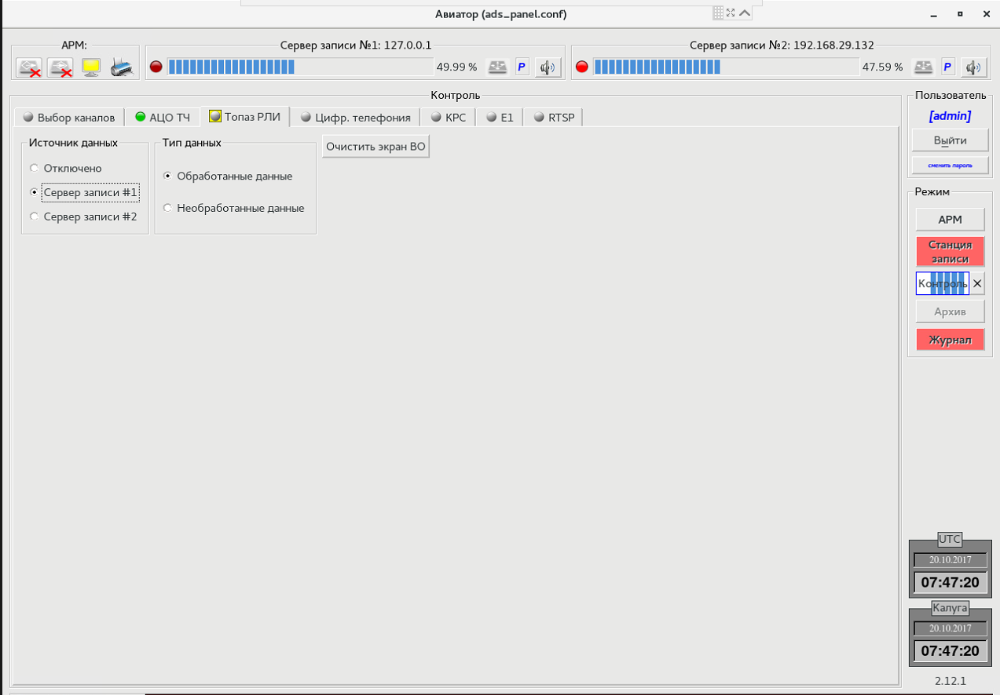 Авиатор (ads_panel.conf)
АРМ:
Сервер записи №1: 127.0.0.1
49.99 %
P
Сервер записи №2: 192.168.29.132
47.59 %
P
Контроль
Выбор каналов
АЦО ТЧ
Топаз РЛИ
Цифр. телефония
КРС
E1
RTSP
Источник данных
Отключено
Сервер записи #1
Сервер записи #2
Тип данных
Обработанные данные
Необработанные данные
Очистить экран ВО
Пользователь
[admin]
Выйти
сменить пароль
Режим
АРМ
Станция
записи
Контроль
Архив
Журнал
UTC
20.10.2017
07:47:20
Калуга
20.10.2017
07:47:20
2.12.1